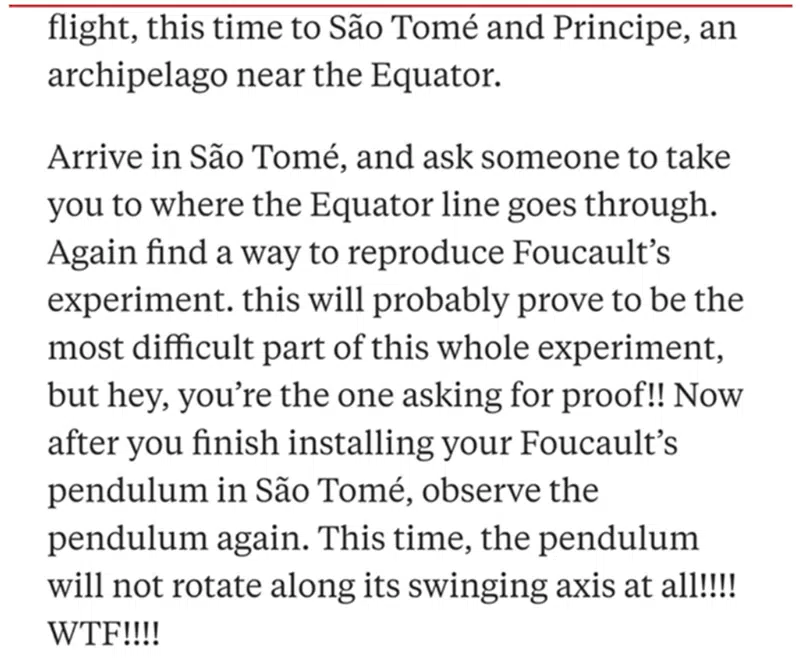 flight, this time to São Tomé and Principe, an
archipelago near the Equator.
Arrive in São Tomé, and ask someone to take
you to where the Equator line goes through.
Again find a way to reproduce Foucault’s
experiment. this will probably prove to be the
most difficult part of this whole experiment,
but hey, you’re the one asking for proof!! Now
after you finish installing your Foucault’s
pendulum in São Tomé, observe the
pendulum again. This time, the pendulum
will not rotate along its swinging axis at all!!!!
WTF!!!!